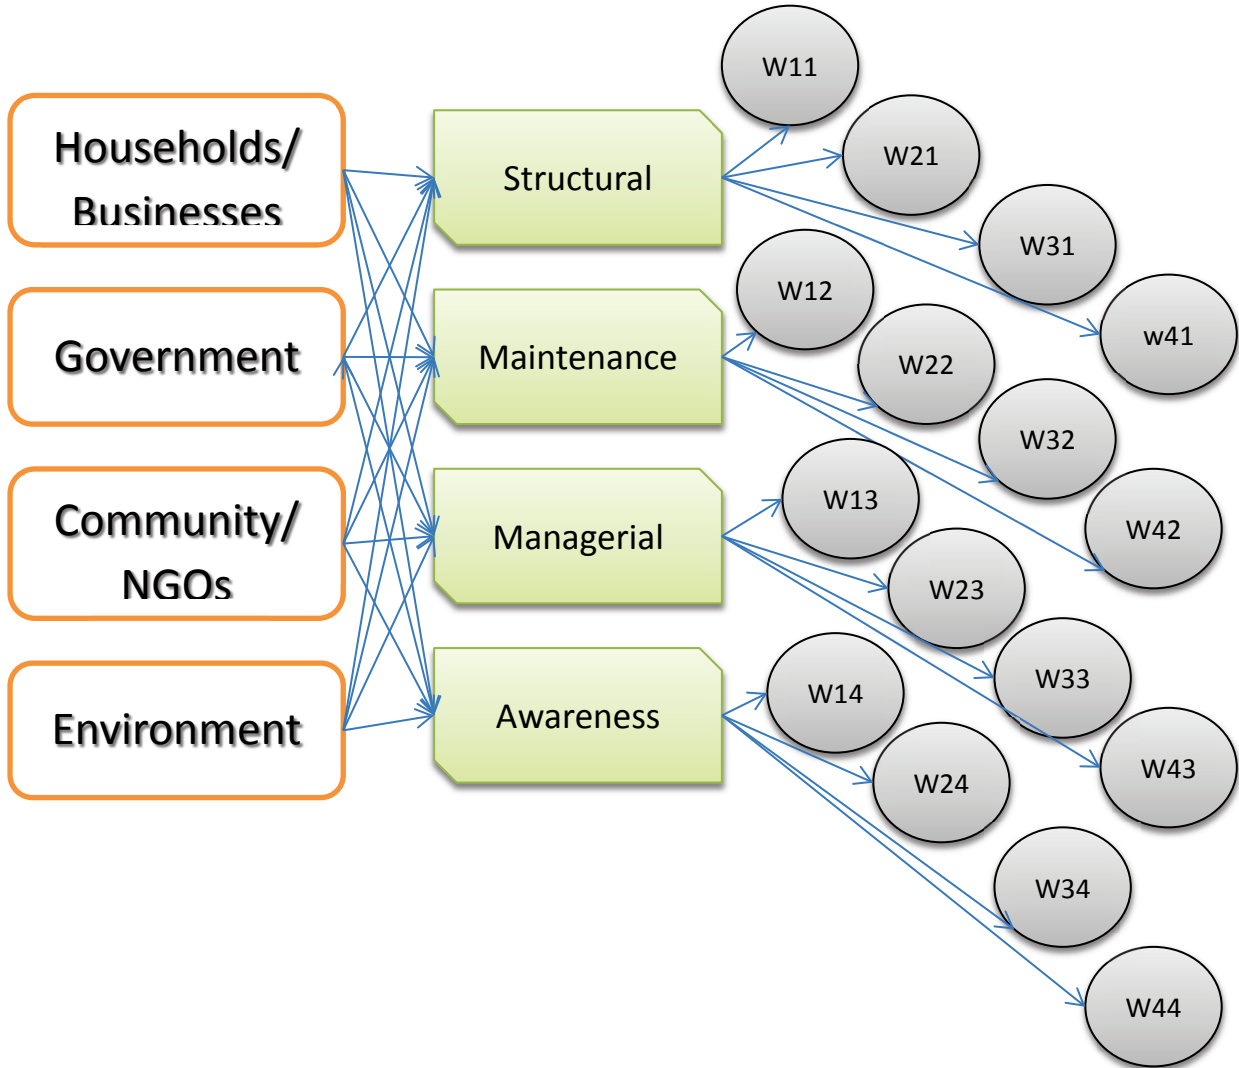 Households/
Businesses
Government
Community/
NGOs
Environment
Structural
Maintenance
Managerial
Awareness
W11
W21
W31
w41
W12
W22
W32
W42
W13
W23
W33
W43
W14
W24
W34
W44